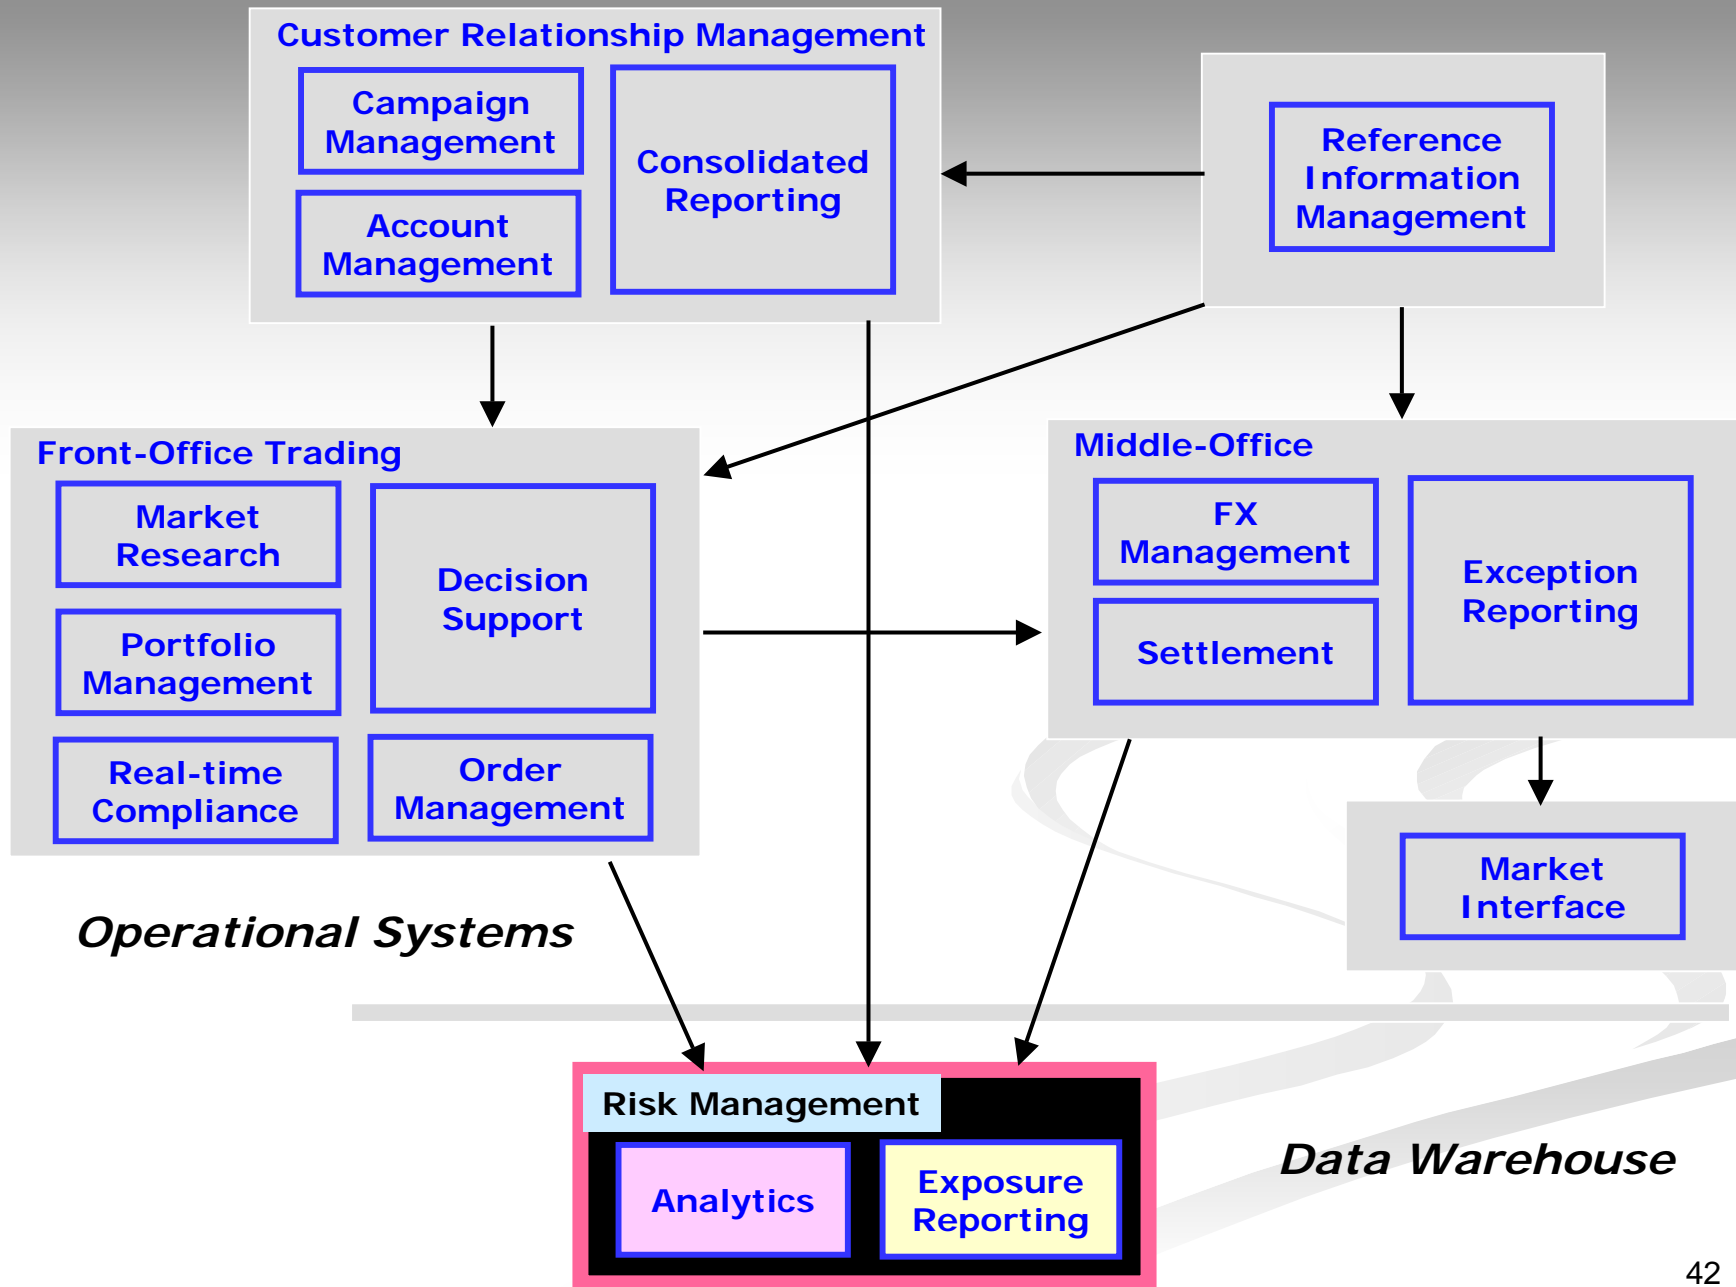 Customer Relationship Management
Campaign
Management
Account
Management
Consolidated
Reporting
Reference
Information
Management
Front-Office Trading
Market
Research
Portfolio
Management
Real-time
Compliance
Decision
Support
Order
Management
Middle-Office
FX
Management
Settlement
Exception
Reporting
Market
Interface
Operational Systems
Risk Management
Analytics
Exposure
Reporting
Data Warehouse
42